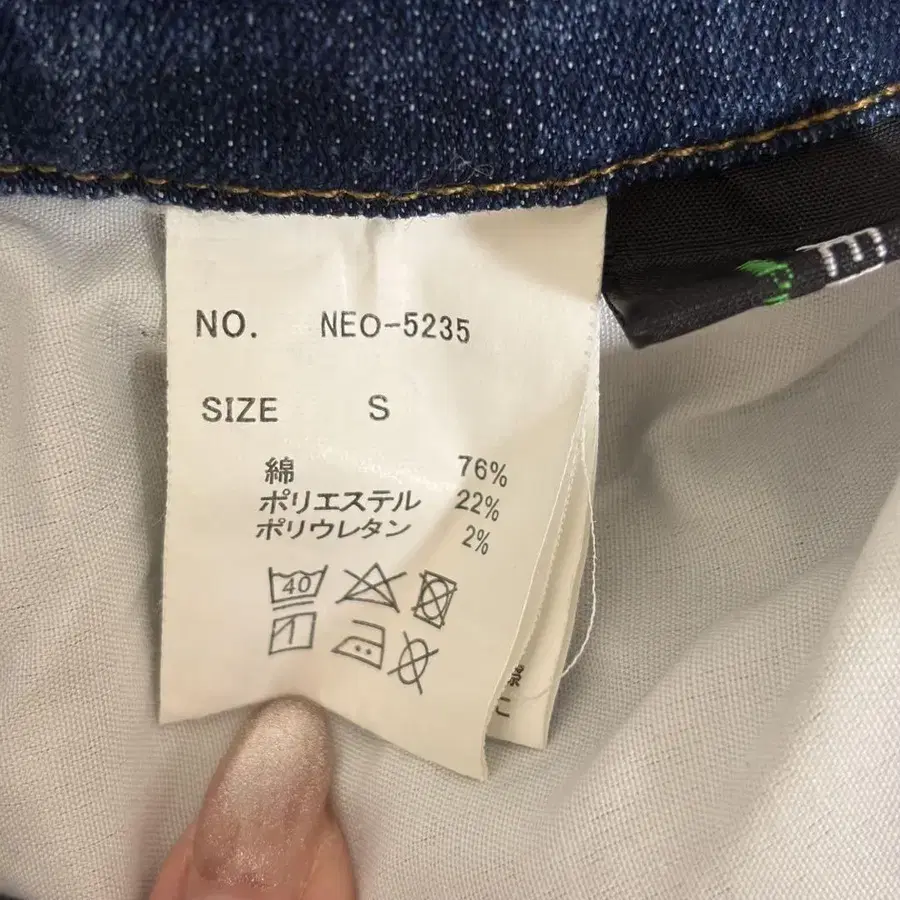 NO. NEO-5235
SIZE S
綿 76%
ポリエステル 22%
ポリウレタン 2%
40